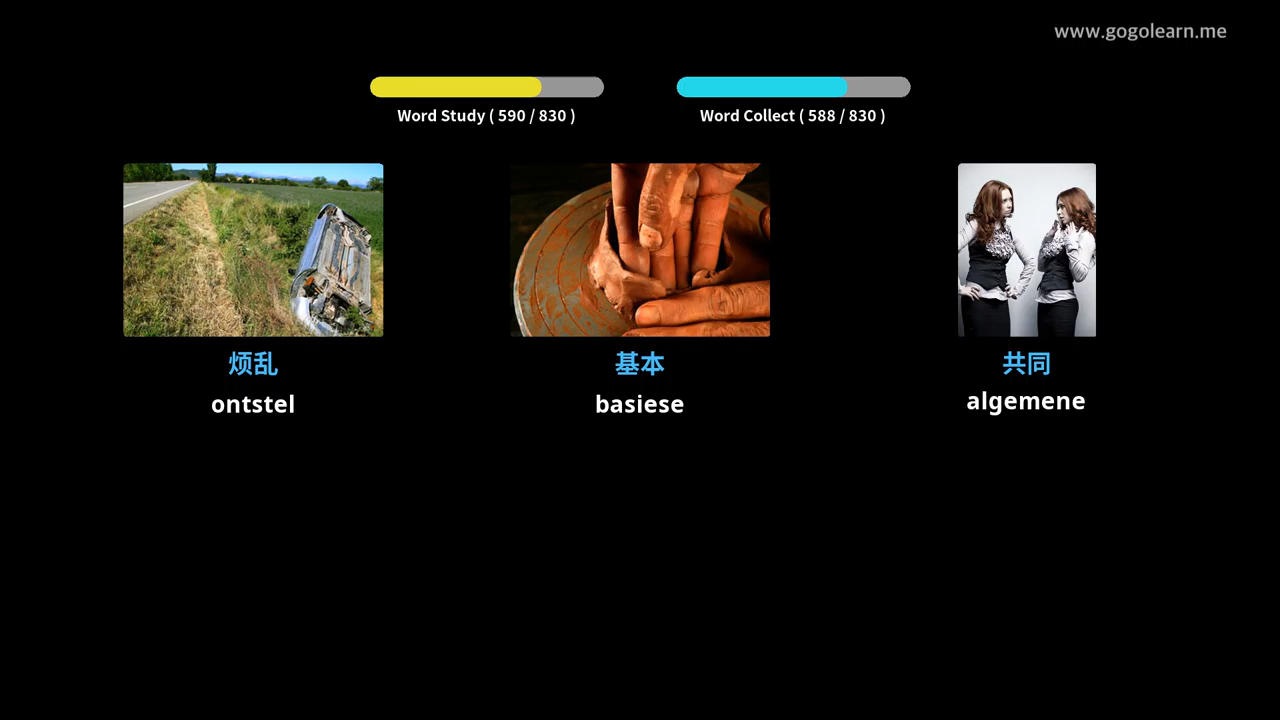 www.gogolearn.me
Word Study ( 590 / 830 )
Word Collect ( 588 / 830 )
烦乱
基本
共同
ontstel
basiese
algemene